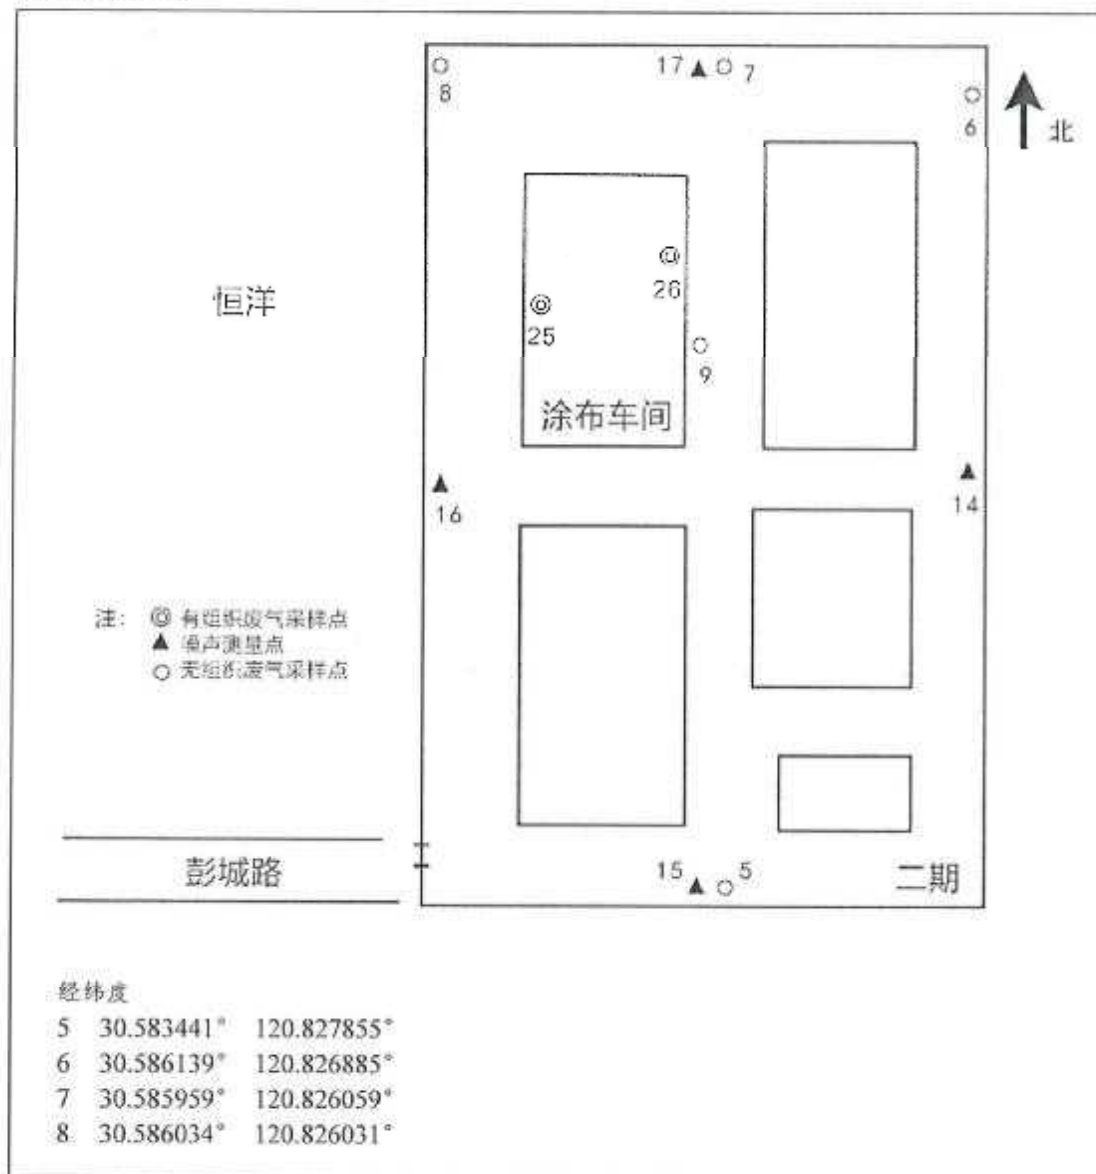 17
7
8
6
北
26
恒洋
25
9
涂布车间
16
14
注: ◎ 有组织废气采样点
▲ 噪声测量点
○ 无组织废气采样点
彭城路
15
5
二期
经纬度
5 30.583441° 120.827855°
6 30.586139° 120.826885°
7 30.585959° 120.826059°
8 30.586034° 120.826031°